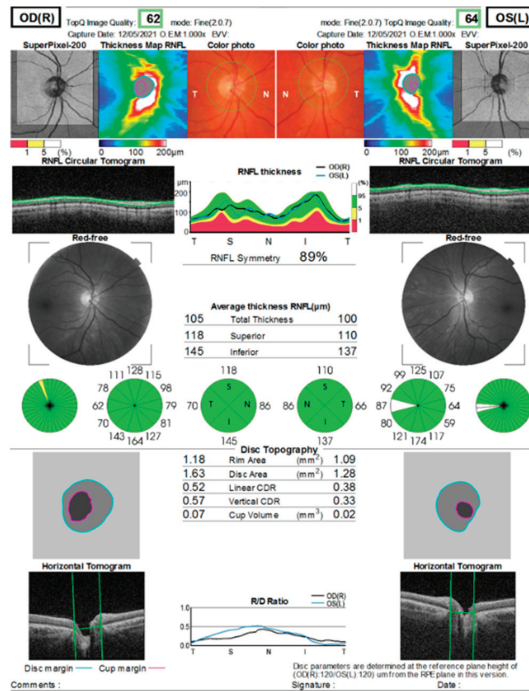 OD(R) TopQ Image Quality: 62 mode: Fine(2.0.7) mode: Fine(2.0.7) TopQ Image Quality: 64 OS(L)
Capture Date: 12/05/2021 O.E.M 1.000x EVV: Capture Date: 12/05/2021 O.E.M 1.000x EVV:
SuperPixel-200 Thickness Map RNFL Color photo Color photo Thickness Map RNFL SuperPixel-200
T N N T
1 5 (%) 0 100 200μm 0 100 200μm 1 5 (%)
RNFL Circular Tomogram RNFL thickness RNFL Circular Tomogram
OD(R)
OS(L)
μm
200
100
0
(%)
95
5
1
T S N I T
RNFL Symmetry 89%
Red-free Red-free
Average thickness RNFL(μm)
105 Total Thickness 100
118 Superior 110
145 Inferior 137
111 128 115 118 110 99 125 107
78 98 S S 92 75
62 79 70 T N 86 86 N T 66 87 64
70 81 I I 80 59
143 164 127 145 137 121 174 117
Disc Topography
1.18 Rim Area (mm²) 1.09
1.63 Disc Area (mm²) 1.28
0.52 Linear CDR 0.38
0.57 Vertical CDR 0.33
0.07 Cup Volume (mm³) 0.02
Horizontal Tomogram Horizontal Tomogram
R/D Ratio
OD(R)
OS(L)
1.0
0.5
0.0
T S N I T
Disc margin Cup margin
Disc parameters are determined at the reference plane height of
(OD(R):120/OS(L):120) um from the RPE plane in this version.
Comments : Signature : Date :